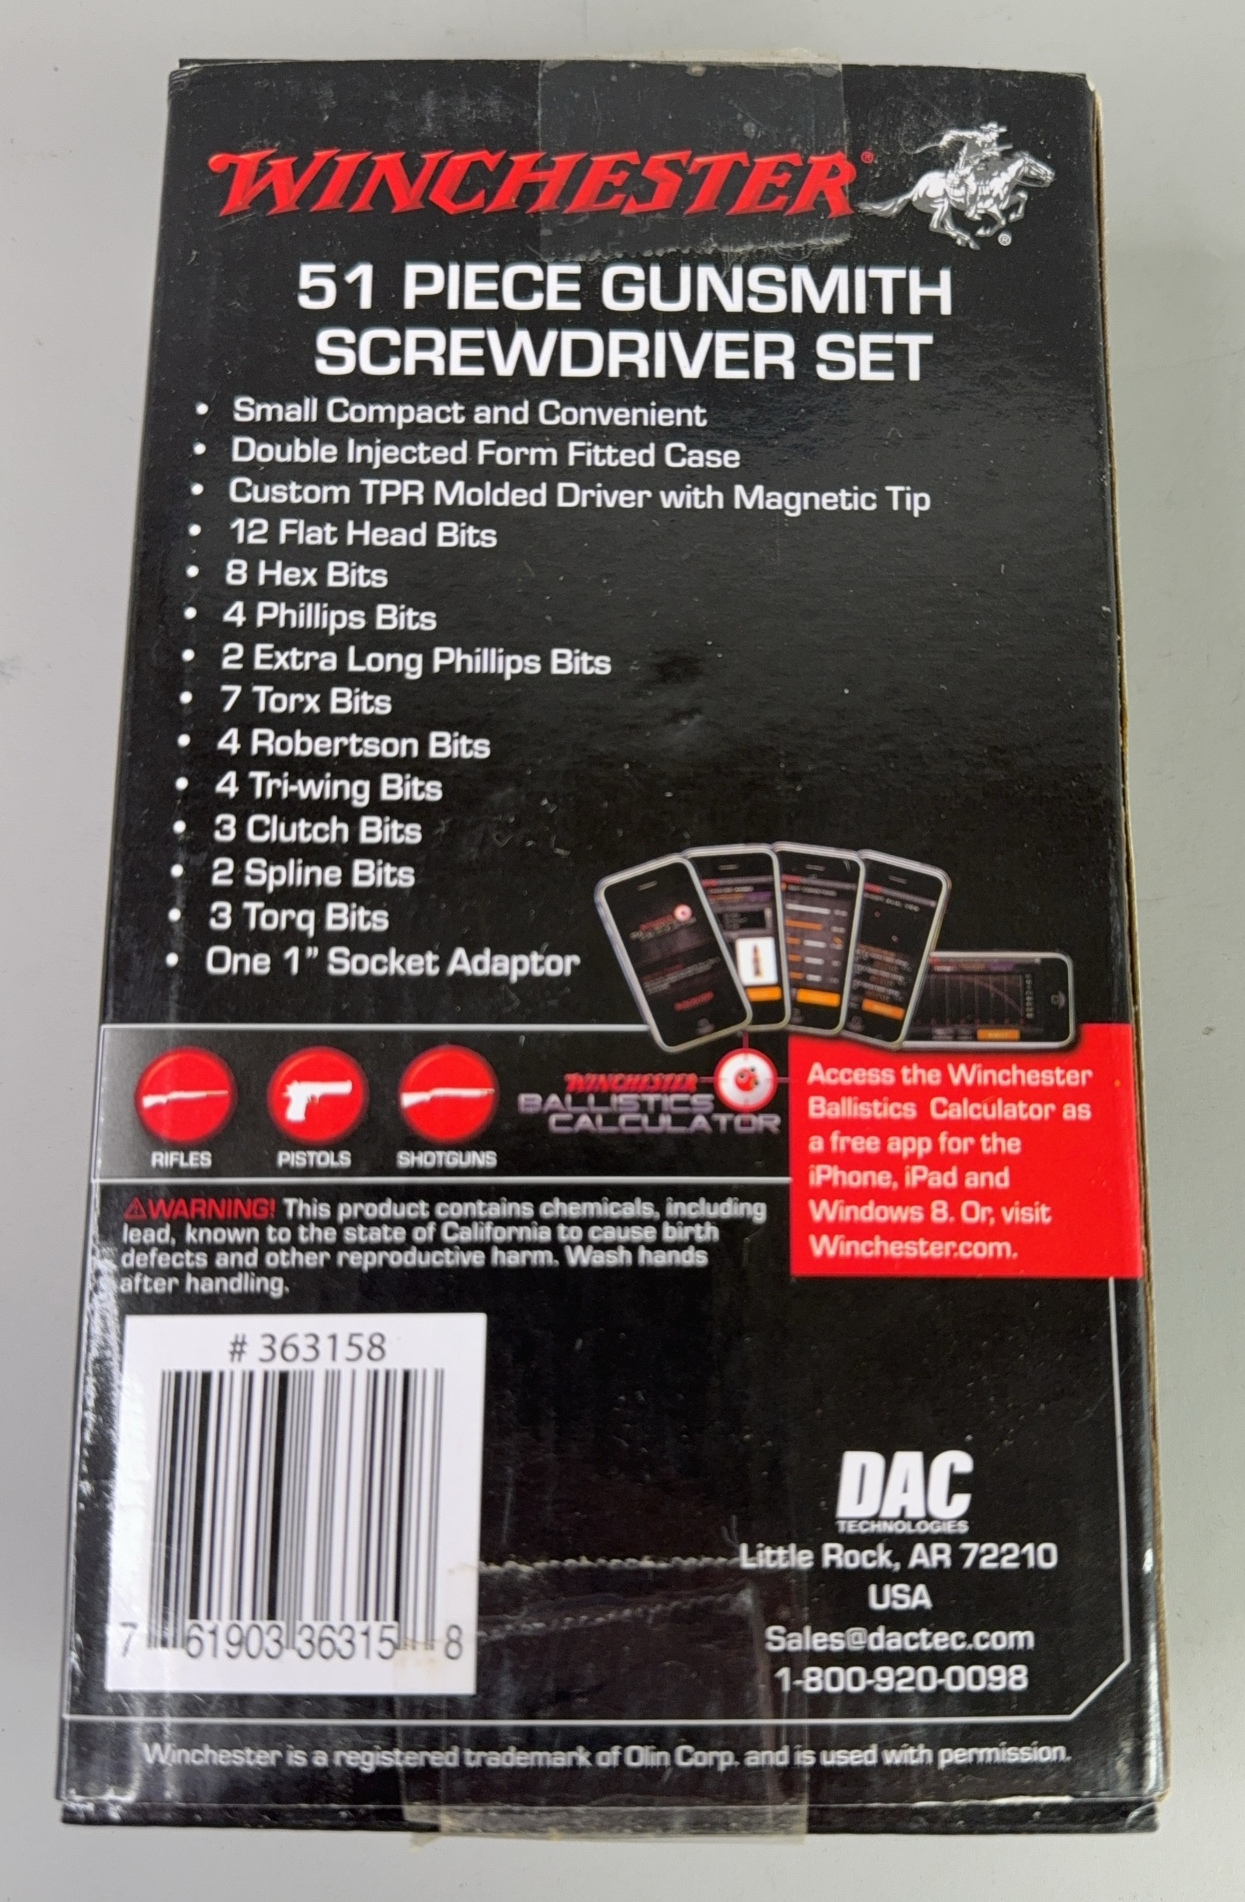 WINCHESTER®
®
51 PIECE GUNSMITH
SCREWDRIVER SET
• Small Compact and Convenient
• Double Injected Form Fitted Case
• Custom TPR Molded Driver with Magnetic Tip
• 12 Flat Head Bits
• 8 Hex Bits
• 4 Phillips Bits
• 2 Extra Long Phillips Bits
• 7 Torx Bits
• 4 Robertson Bits
• 4 Tri-wing Bits
• 3 Clutch Bits
• 2 Spline Bits
• 3 Torq Bits
• One 1” Socket Adaptor
RIFLES
PISTOLS
SHOTGUNS
WINCHESTER
BALLISTICS
CALCULATOR
Access the Winchester
Ballistics Calculator as
a free app for the
iPhone, iPad and
Windows 8. Or, visit
Winchester.com.
⚠WARNING! This product contains chemicals, including
lead, known to the state of California to cause birth
defects and other reproductive harm. Wash hands
after handling.
# 363158
7 61903 36315 8
DAC
TECHNOLOGIES
Little Rock, AR 72210
USA
Sales@dactec.com
1-800-920-0098
Winchester is a registered trademark of Olin Corp. and is used with permission.